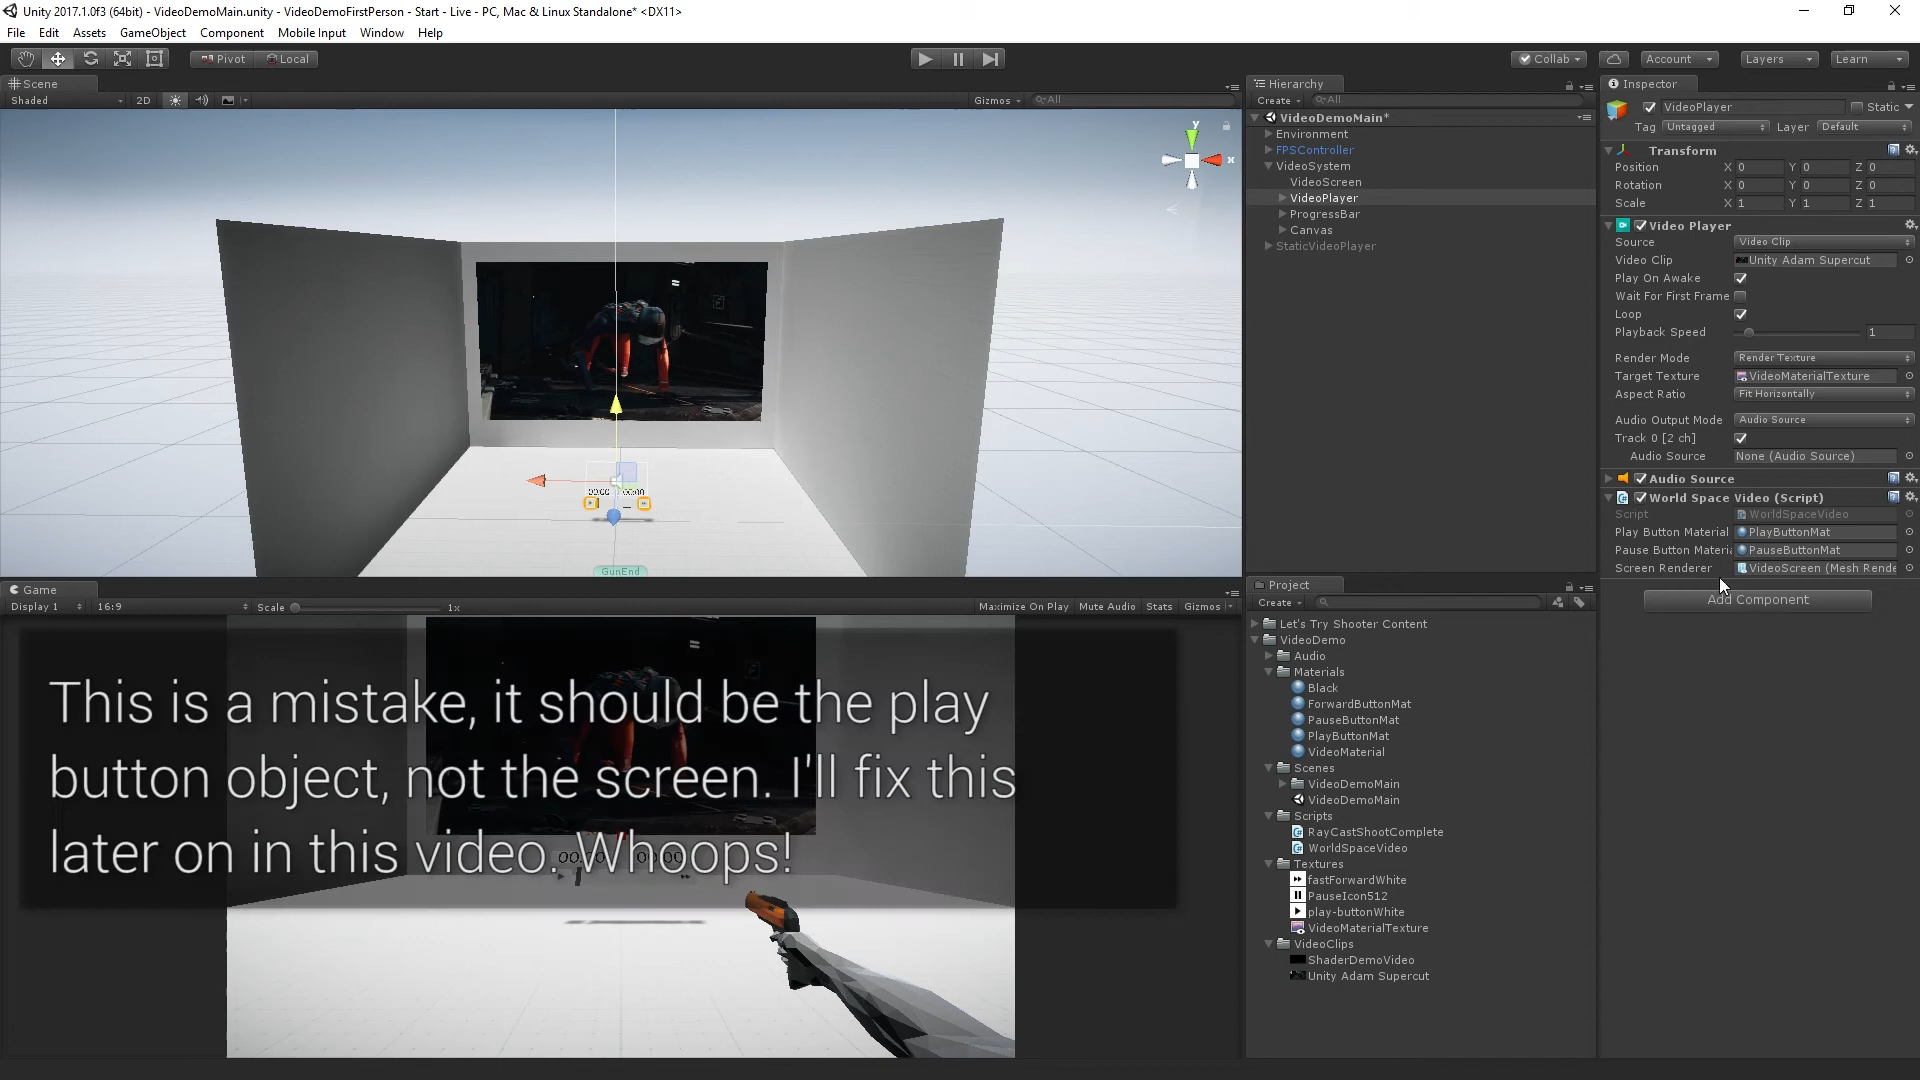 Unity 2017.1.0f3 (64bit) - VideoDemoMain.unity - VideoDemoFirstPerson - Start - Live - PC, Mac & Linux Standalone* <DX11>
File Edit Assets GameObject Component Mobile Input Window Help
Pivot Local
Collab Account Layers Learn
Scene
Shaded 2D Gizmos All
y
x
00:00 00:00
GunEnd
Game
Display 1 16:9 Scale 1x Maximize On Play Mute Audio Stats Gizmos
This is a mistake, it should be the play
button object, not the screen. I'll fix this
later on in this video. Whoops!
00:00 00:00
Hierarchy
Create All
VideoDemoMain*
Environment
FPSController
VideoSystem
VideoScreen
VideoPlayer
ProgressBar
Canvas
StaticVideoPlayer
Project
Create
Let's Try Shooter Content
VideoDemo
Audio
Materials
Black
ForwardButtonMat
PauseButtonMat
PlayButtonMat
VideoMaterial
Scenes
VideoDemoMain
VideoDemoMain
Scripts
RayCastShootComplete
WorldSpaceVideo
Textures
fastForwardWhite
PauseIcon512
play-buttonWhite
VideoMaterialTexture
VideoClips
ShaderDemoVideo
Unity Adam Supercut
Inspector
VideoPlayer Static
Tag Untagged Layer Default
Transform
Position X 0 Y 0 Z 0
Rotation X 0 Y 0 Z 0
Scale X 1 Y 1 Z 1
Video Player
Source Video Clip
Video Clip Unity Adam Supercut
Play On Awake
Wait For First Frame
Loop
Playback Speed 1
Render Mode Render Texture
Target Texture VideoMaterialTexture
Aspect Ratio Fit Horizontally
Audio Output Mode Audio Source
Track 0 [2 ch]
Audio Source None (Audio Source)
Audio Source
World Space Video (Script)
Script WorldSpaceVideo
Play Button Material PlayButtonMat
Pause Button Materia PauseButtonMat
Screen Renderer VideoScreen (Mesh Rende
Add Component